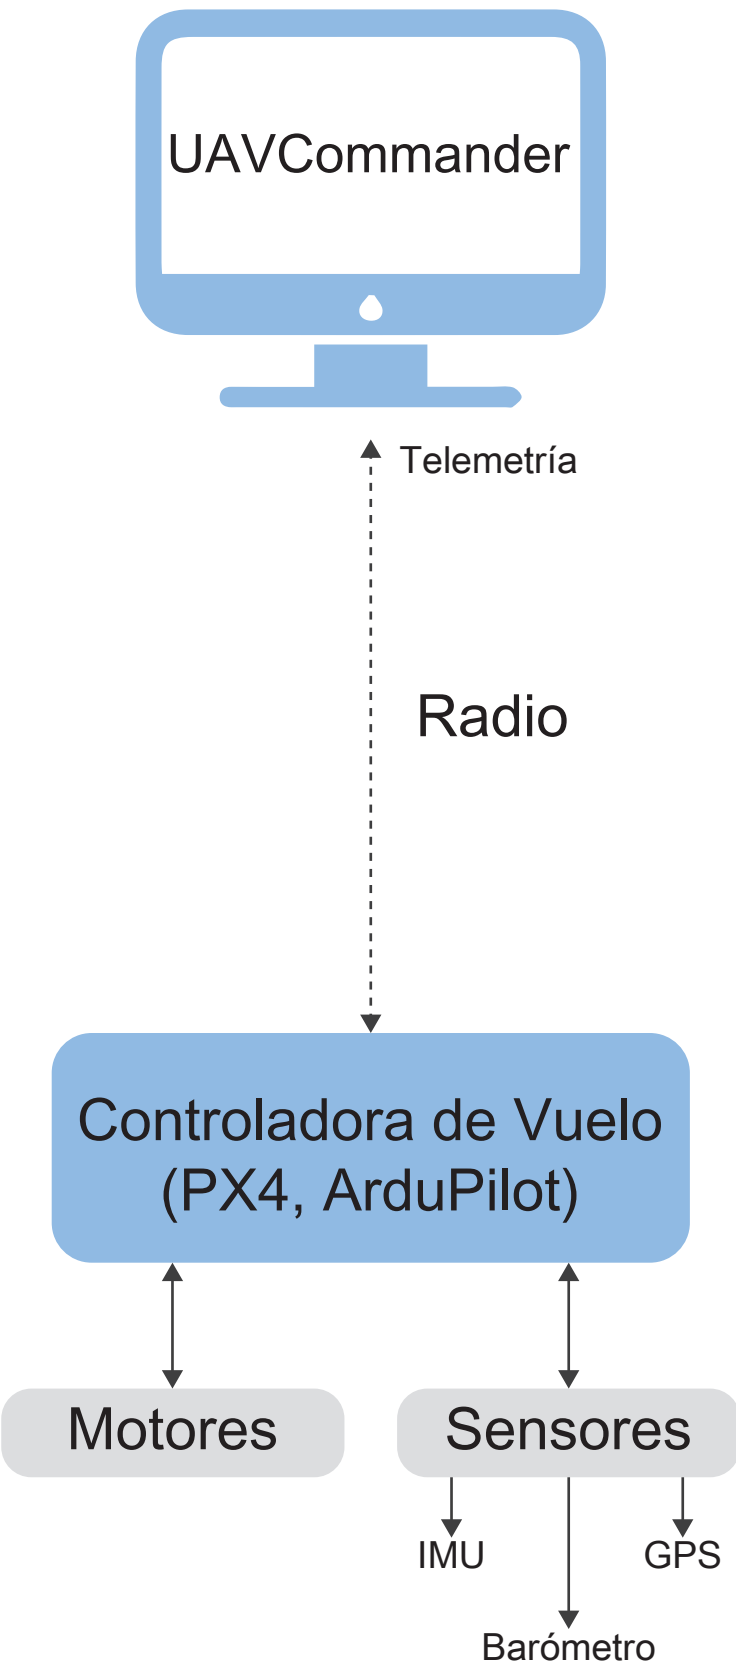 UAVCommander
Telemetría
Radio
Controladora de Vuelo
(PX4, ArduPilot)
Motores
Sensores
IMU
GPS
Barómetro